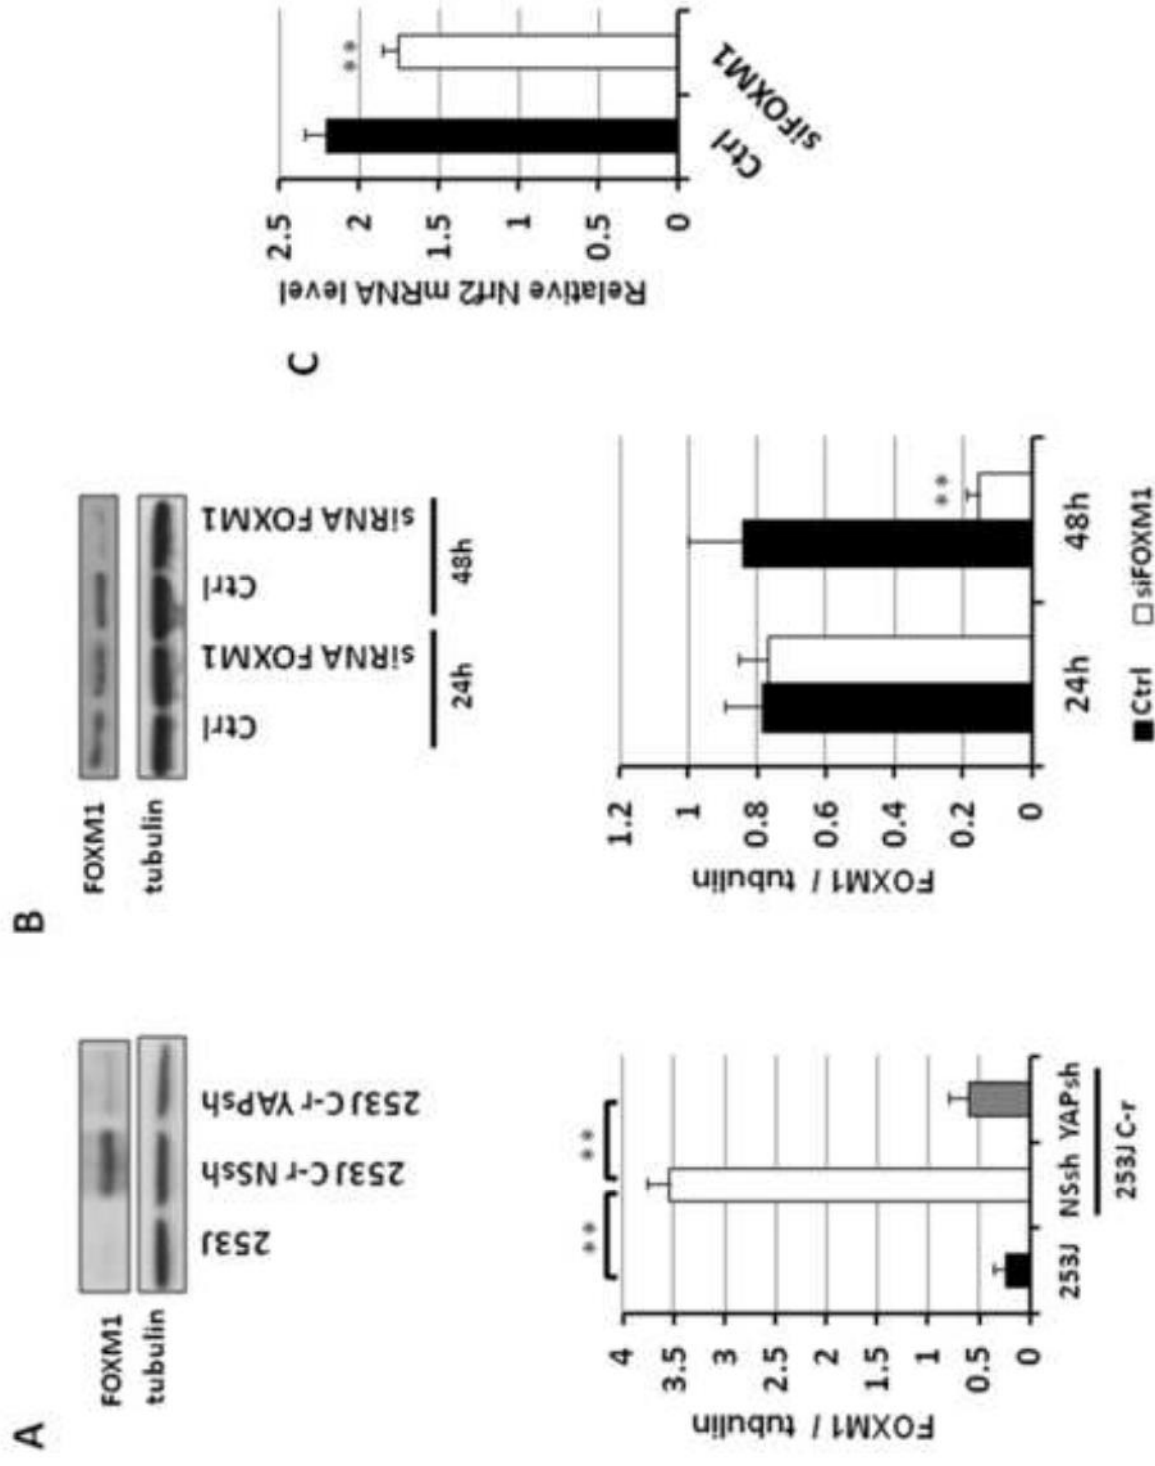 A
FOXM1
tubulin
253J
253J C-r NSsh
253J C-r YAPsh
FOXM1 / tubulin
4
3.5
3
2.5
2
1.5
1
0.5
0
** **
253J NSsh YAPsh
253J C-r
B
FOXM1
tubulin
Ctrl
siRNA FOXM1
Ctrl
siRNA FOXM1
24h 48h
FOXM1 / tubulin
1.2
1
0.8
0.6
0.4
0.2
0
**
24h 48h
Ctrl siFOXM1
C
Relative Nrf2 mRNA level
2.5
2
1.5
1
0.5
0
**
Ctrl
siFOXM1